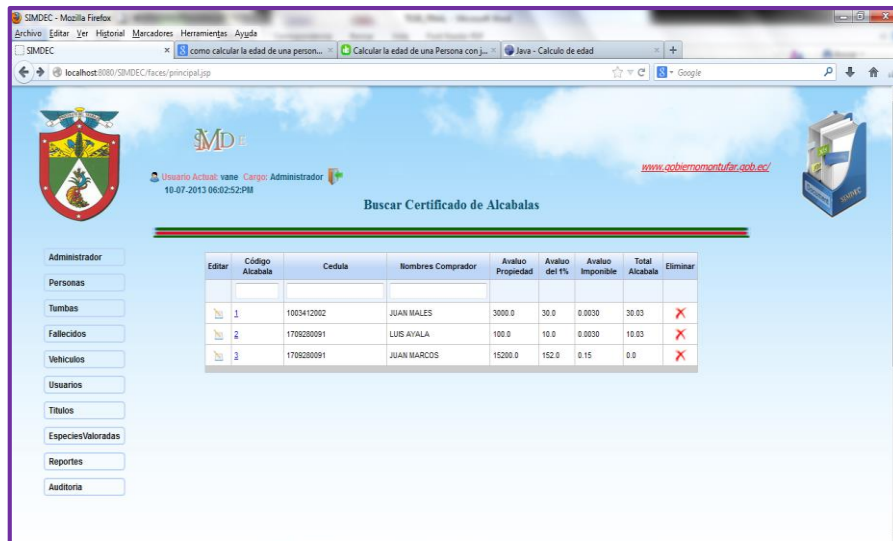 SIMDEC - Mozilla Firefox
Archivo Editar Ver Historial Marcadores Herramientas Ayuda
SIMDEC
como calcular la edad de una person...
Calcular la edad de una Persona con j...
Java - Calculo de edad
localhost:8080/SIMDEC/faces/principal.jsp
Google
Usuario Actual: vane Cargo: Administrador
10-07-2013 06:02:52:PM
www.gobiernomontufar.gob.ec/
SIMDEC
Buscar Certificado de Alcabalas
Administrador
Personas
Tumbas
Fallecidos
Vehiculos
Usuarios
Titulos
EspeciesValoradas
Reportes
Auditoria
Editar Código Alcabala Cedula Nombres Comprador Avaluo Propiedad Avaluo del 1% Avaluo Imponible Total Alcabala Eliminar
1 1003412002 JUAN MALES 3000.0 30.0 0.0030 30.03
2 1709280091 LUIS AYALA 100.0 10.0 0.0030 10.03
3 1709280091 JUAN MARCOS 15200.0 152.0 0.15 0.0